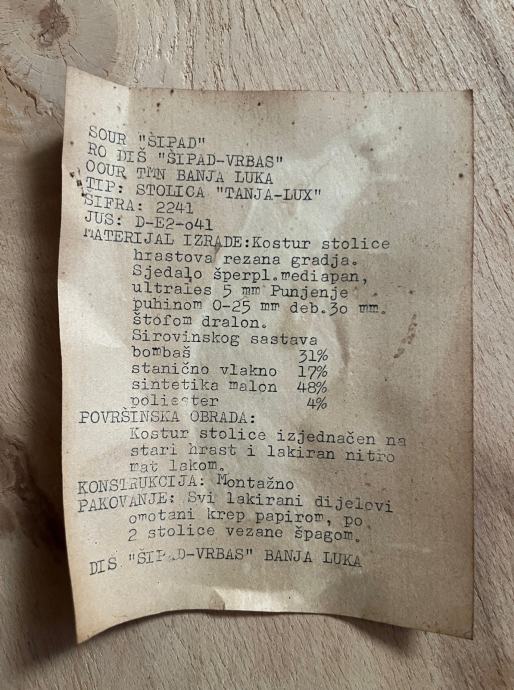 SOUR "ŠIPAD"
RO DIŠ "ŠIPAD-VRBAS"
OOUR TMN BANJA LUKA
TIP: STOLICA "TANJA-LUX"
ŠIFRA: 2241
JUS: D-E2-o41
MATERIJAL IZRADE:Kostur stolice
hrastova rezana gradja.
Sjedalo šperpl.mediapan,
ultrales 5 mm Punjenje
puhinom 0-25 mm deb.3o mm.
štofom dralon.
Sirovinskog sastava
bombaš 31%
stanično vlakno 17%
sintetika malon 48%
poliester 4%
POVRŠINSKA OBRADA:
Kostur stolice izjednačen na
stari hrast i lakiran nitro
mat lakom.
KONSTRUKCIJA: Montažno
PAKOVANJE: Svi lakirani dijelovi
omotani krep papirom, po
2 stolice vezane špagom.
DIŠ "ŠIPAD-VRBAS" BANJA LUKA